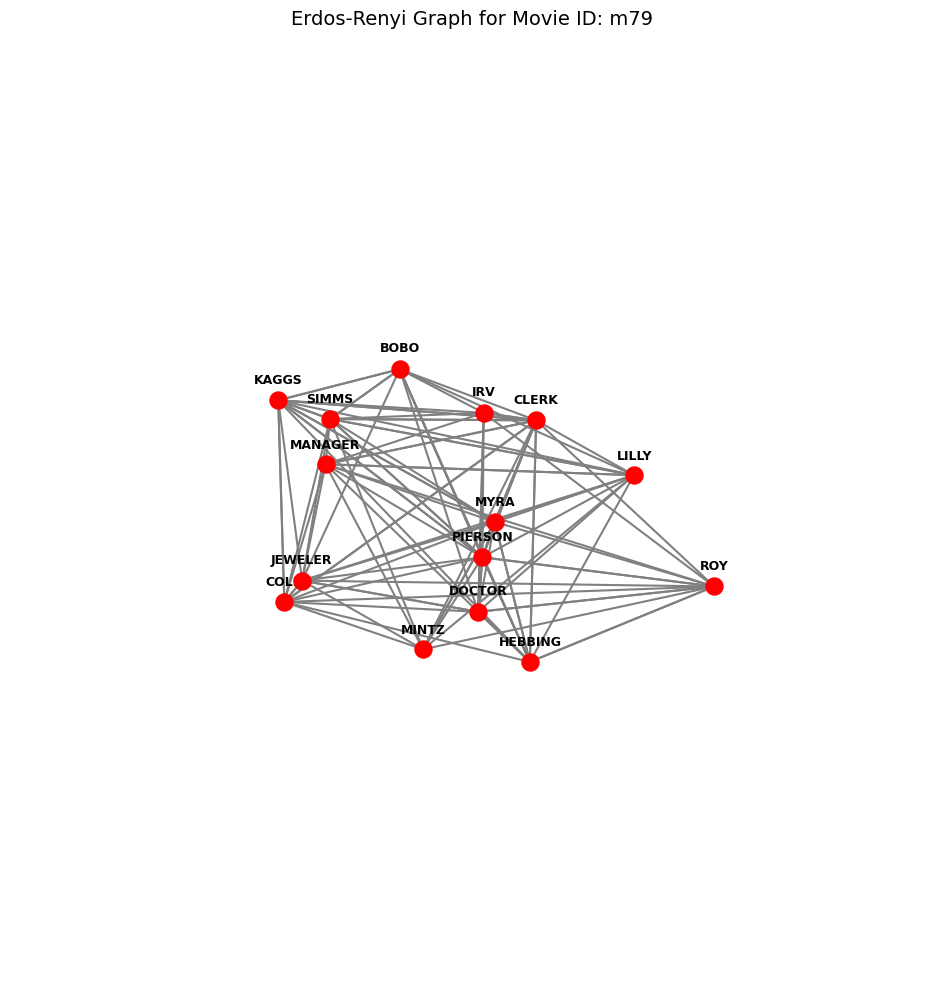 Erdos-Renyi Graph for Movie ID: m79
BOBO
KAGGS
IRV
SIMMS
CLERK
MANAGER
LILLY
MYRA
PIERSON
JEWELER
ROY
COL
DOCTOR
MINTZ
HEBBING